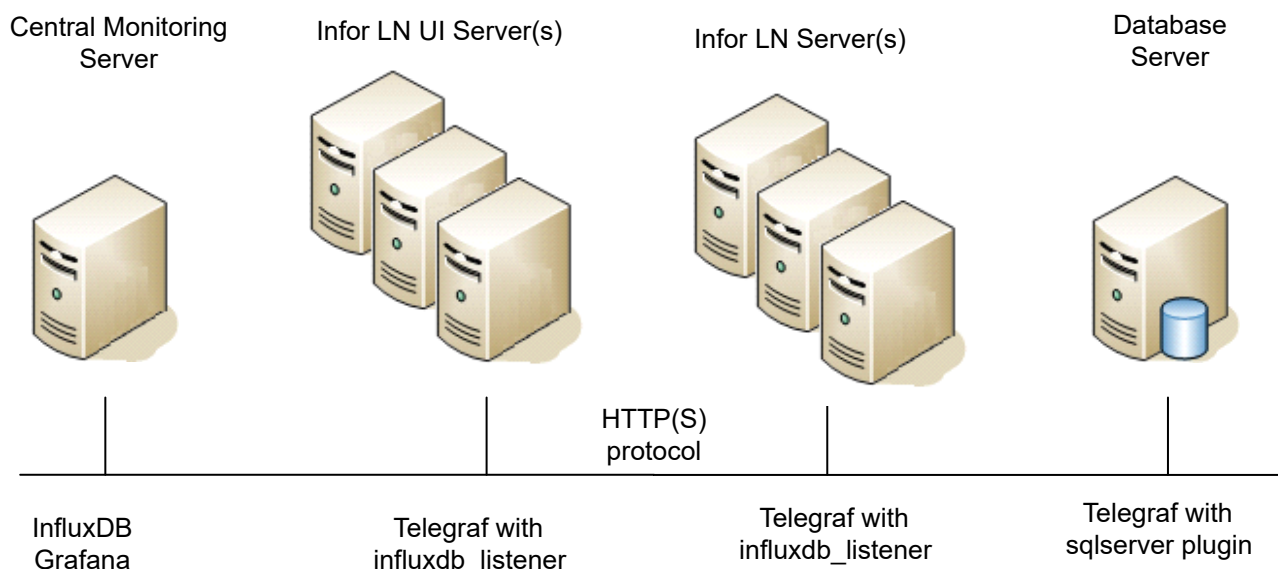 Central Monitoring
Server
Infor LN UI Server(s)
Infor LN Server(s)
Database
Server
HTTP(S)
protocol
InfluxDB
Grafana
Telegraf with
influxdb_listener
Telegraf with
influxdb_listener
Telegraf with
sqlserver plugin